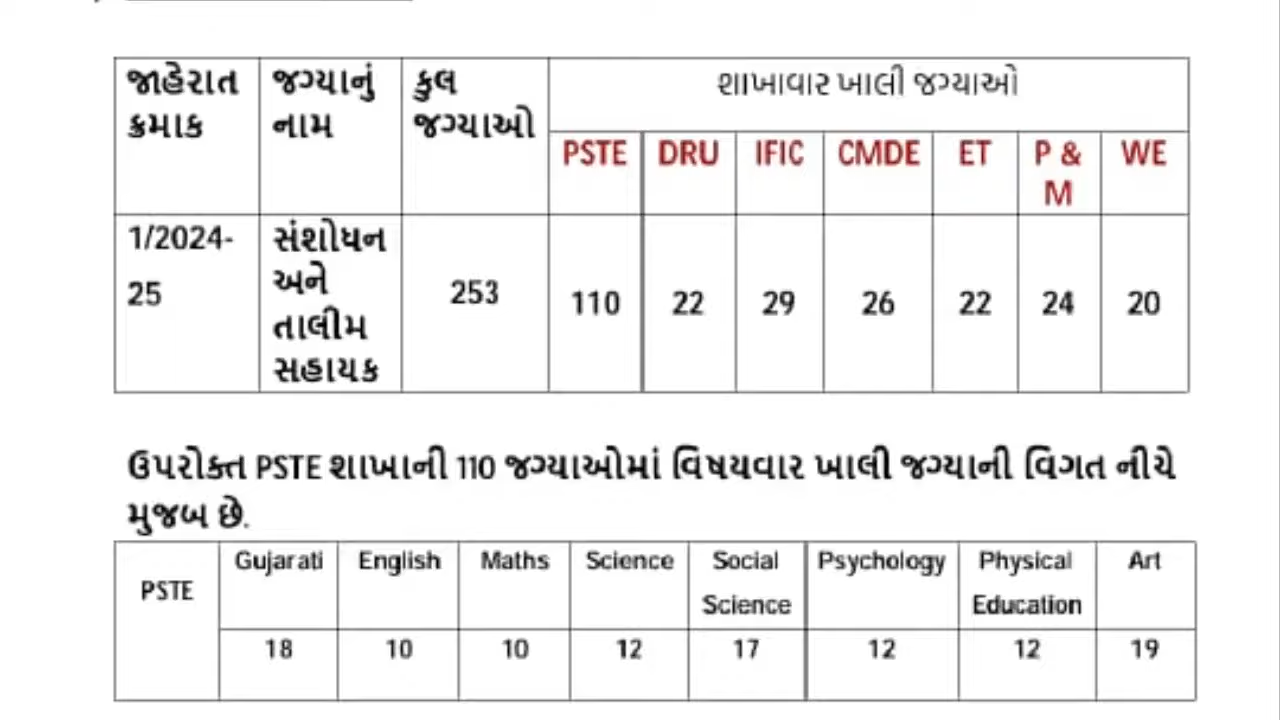 જાહેરાત ક્રમાક જગ્યાનું નામ કુલ જગ્યાઓ શાખાવાર ખાલી જગ્યાઓ
PSTE DRU IFIC CMDE ET P & M WE
1/2024-25 સંશોધન અને તાલીમ સહાયક 253 110 22 29 26 22 24 20
ઉપરોક્ત PSTE શાખાની 110 જગ્યાઓમાં વિષયવાર ખાલી જગ્યાની વિગત નીચે
મુજબ છે.
PSTE Gujarati English Maths Science Social Science Psychology Physical Education Art
18 10 10 12 17 12 12 19